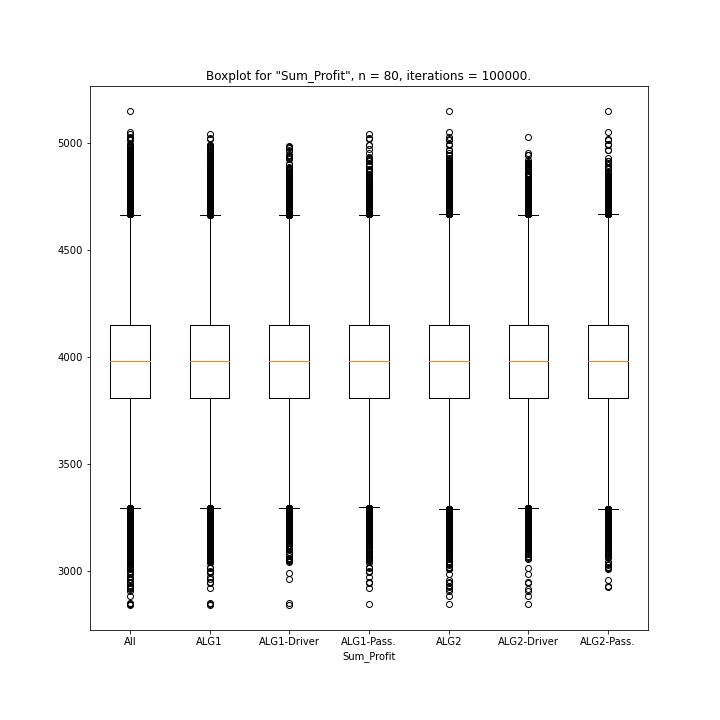 Boxplot for "Sum_Profit", n = 80, iterations = 100000.
5000
4500
4000
3500
3000
All ALG1 ALG1-Driver ALG1-Pass. ALG2 ALG2-Driver ALG2-Pass.
Sum_Profit